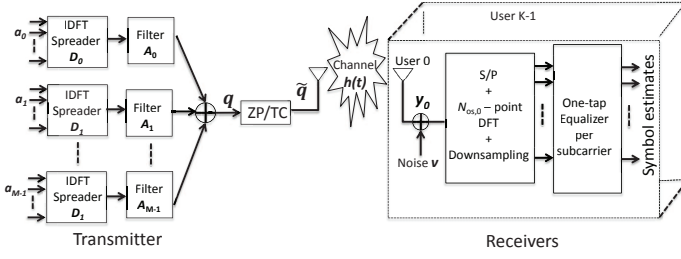 User K-1
a0
a1
aM-1
IDFT
Spreader
D0
Filter
A0
IDFT
Spreader
D1
Filter
A1
IDFT
Spreader
D1
Filter
AM-1
Transmitter
q
ZP/TC
q̃
Channel
h(t)
User 0
y0
Noise v
S/P
+
Nos,0 – point
DFT
+
Downsampling
One-tap
Equalizer
per
subcarrier
Symbol estimates
Receivers